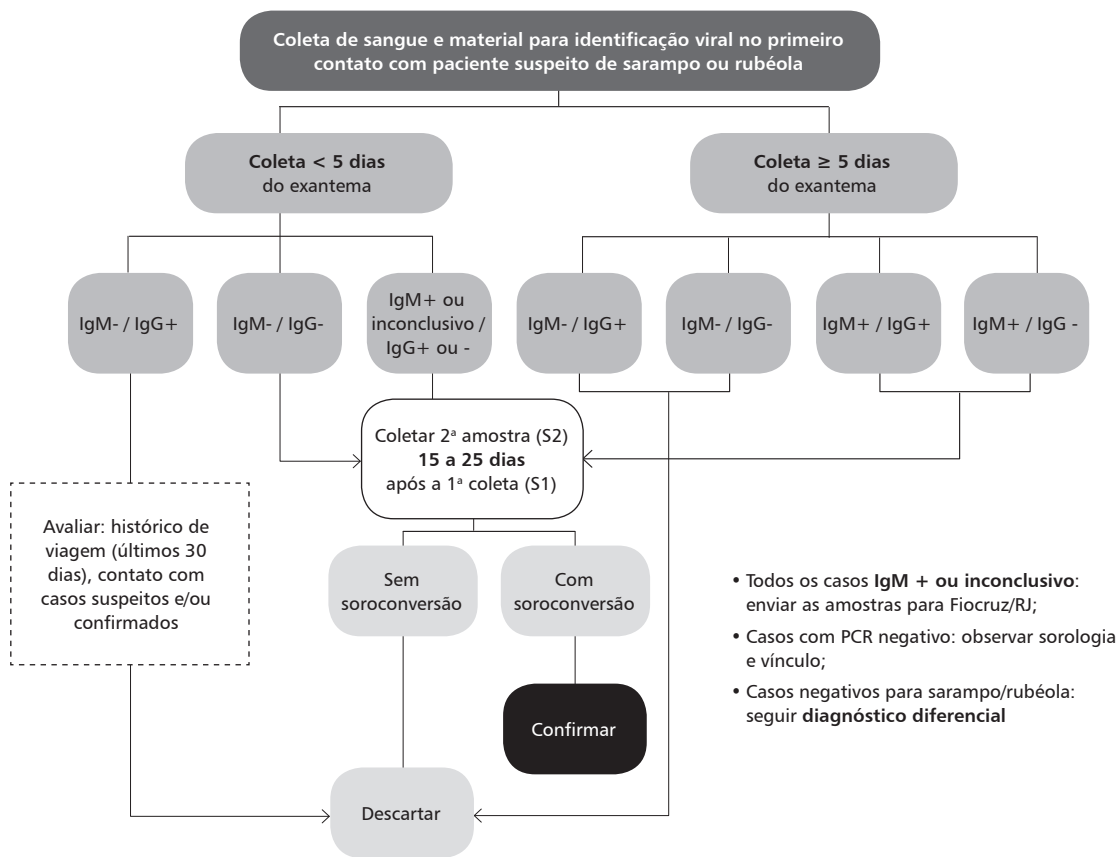 Coleta de sangue e material para identificação viral no primeiro
contato com paciente suspeito de sarampo ou rubéola
Coleta < 5 dias
do exantema
Coleta ≥ 5 dias
do exantema
IgM- / IgG+
IgM- / IgG-
IgM+ ou
inconclusivo /
IgG+ ou -
IgM- / IgG+
IgM- / IgG-
IgM+ / IgG+
IgM+ / IgG -
Coletar 2ª amostra (S2)
15 a 25 dias
após a 1ª coleta (S1)
Avaliar: histórico de
viagem (últimos 30
dias), contato com
casos suspeitos e/ou
confirmados
Sem
soroconversão
Com
soroconversão
• Todos os casos IgM + ou inconclusivo:
enviar as amostras para Fiocruz/RJ;
• Casos com PCR negativo: observar sorologia
e vínculo;
• Casos negativos para sarampo/rubéola:
seguir diagnóstico diferencial
Confirmar
Descartar